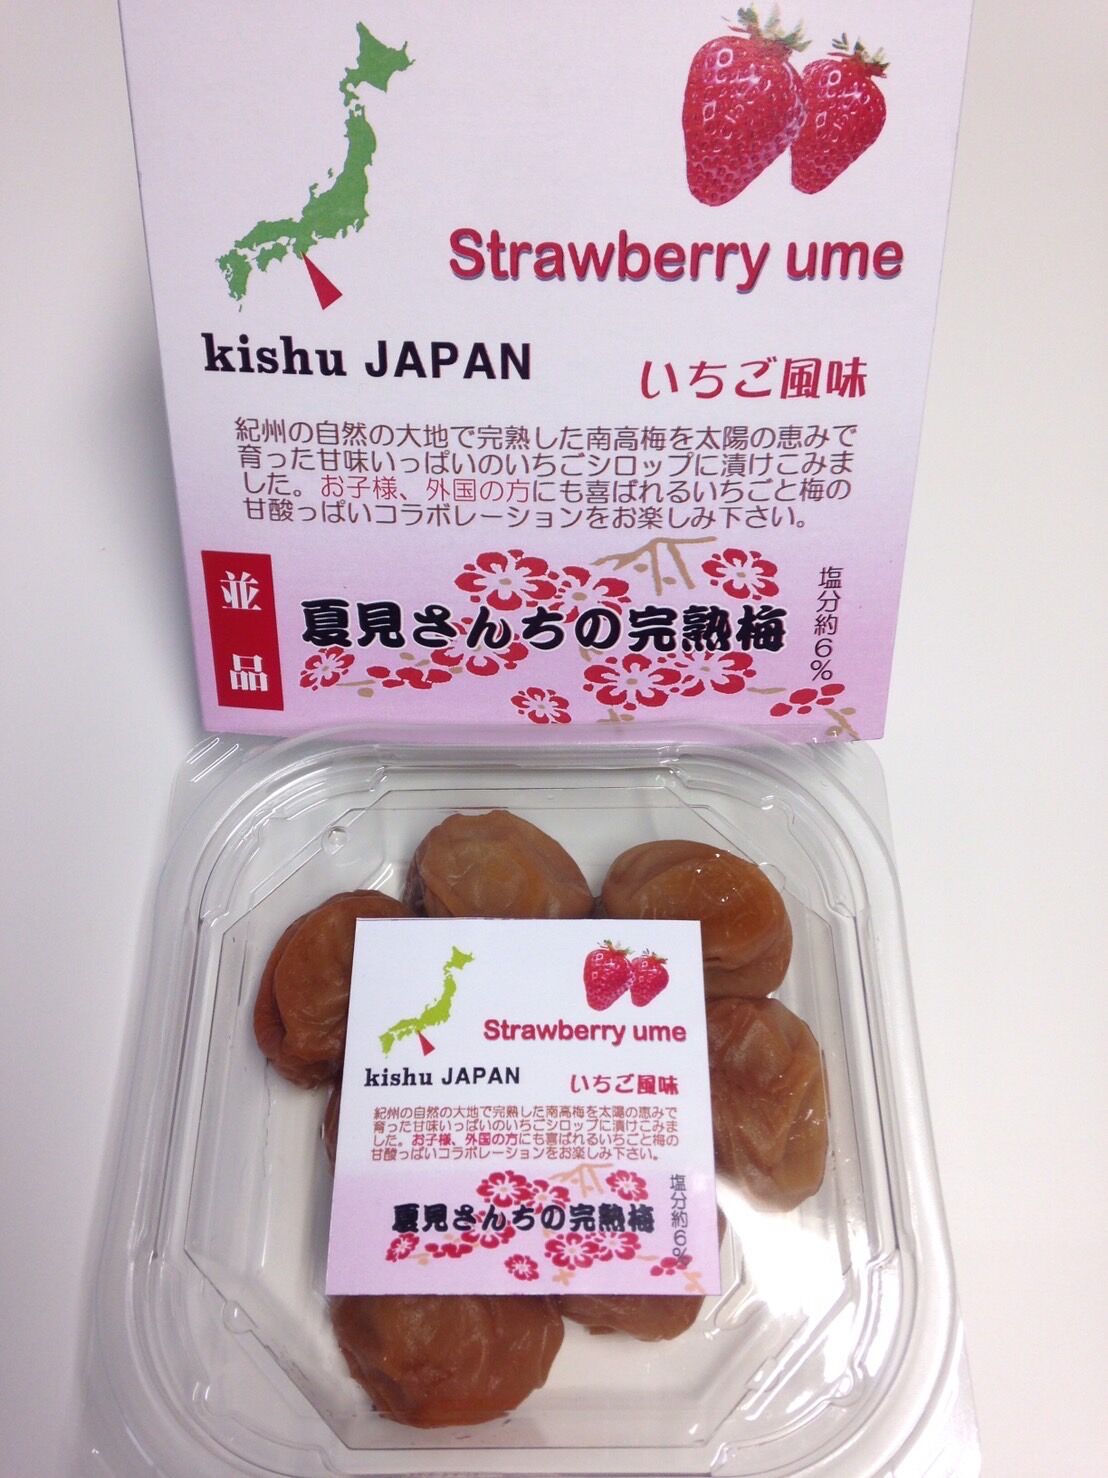 Strawberry ume
kishu JAPAN
いちご風味
紀州の自然の大地で完熟した南高梅を太陽の恵みで
育った甘味いっぱいのいちごシロップに漬けこみま
した。お子様、外国の方にも喜ばれるいちごと梅の
甘酸っぱいコラボレーションをお楽しみ下さい。
並品
夏見さんちの完熟梅
塩分約6%
Strawberry ume
kishu JAPAN
いちご風味
紀州の自然の大地で完熟した南高梅を太陽の恵みで
育った甘味いっぱいのいちごシロップに漬けこみま
した。お子様、外国の方にも喜ばれるいちごと梅の
甘酸っぱいコラボレーションをお楽しみ下さい。
夏見さんちの完熟梅
塩分約6%